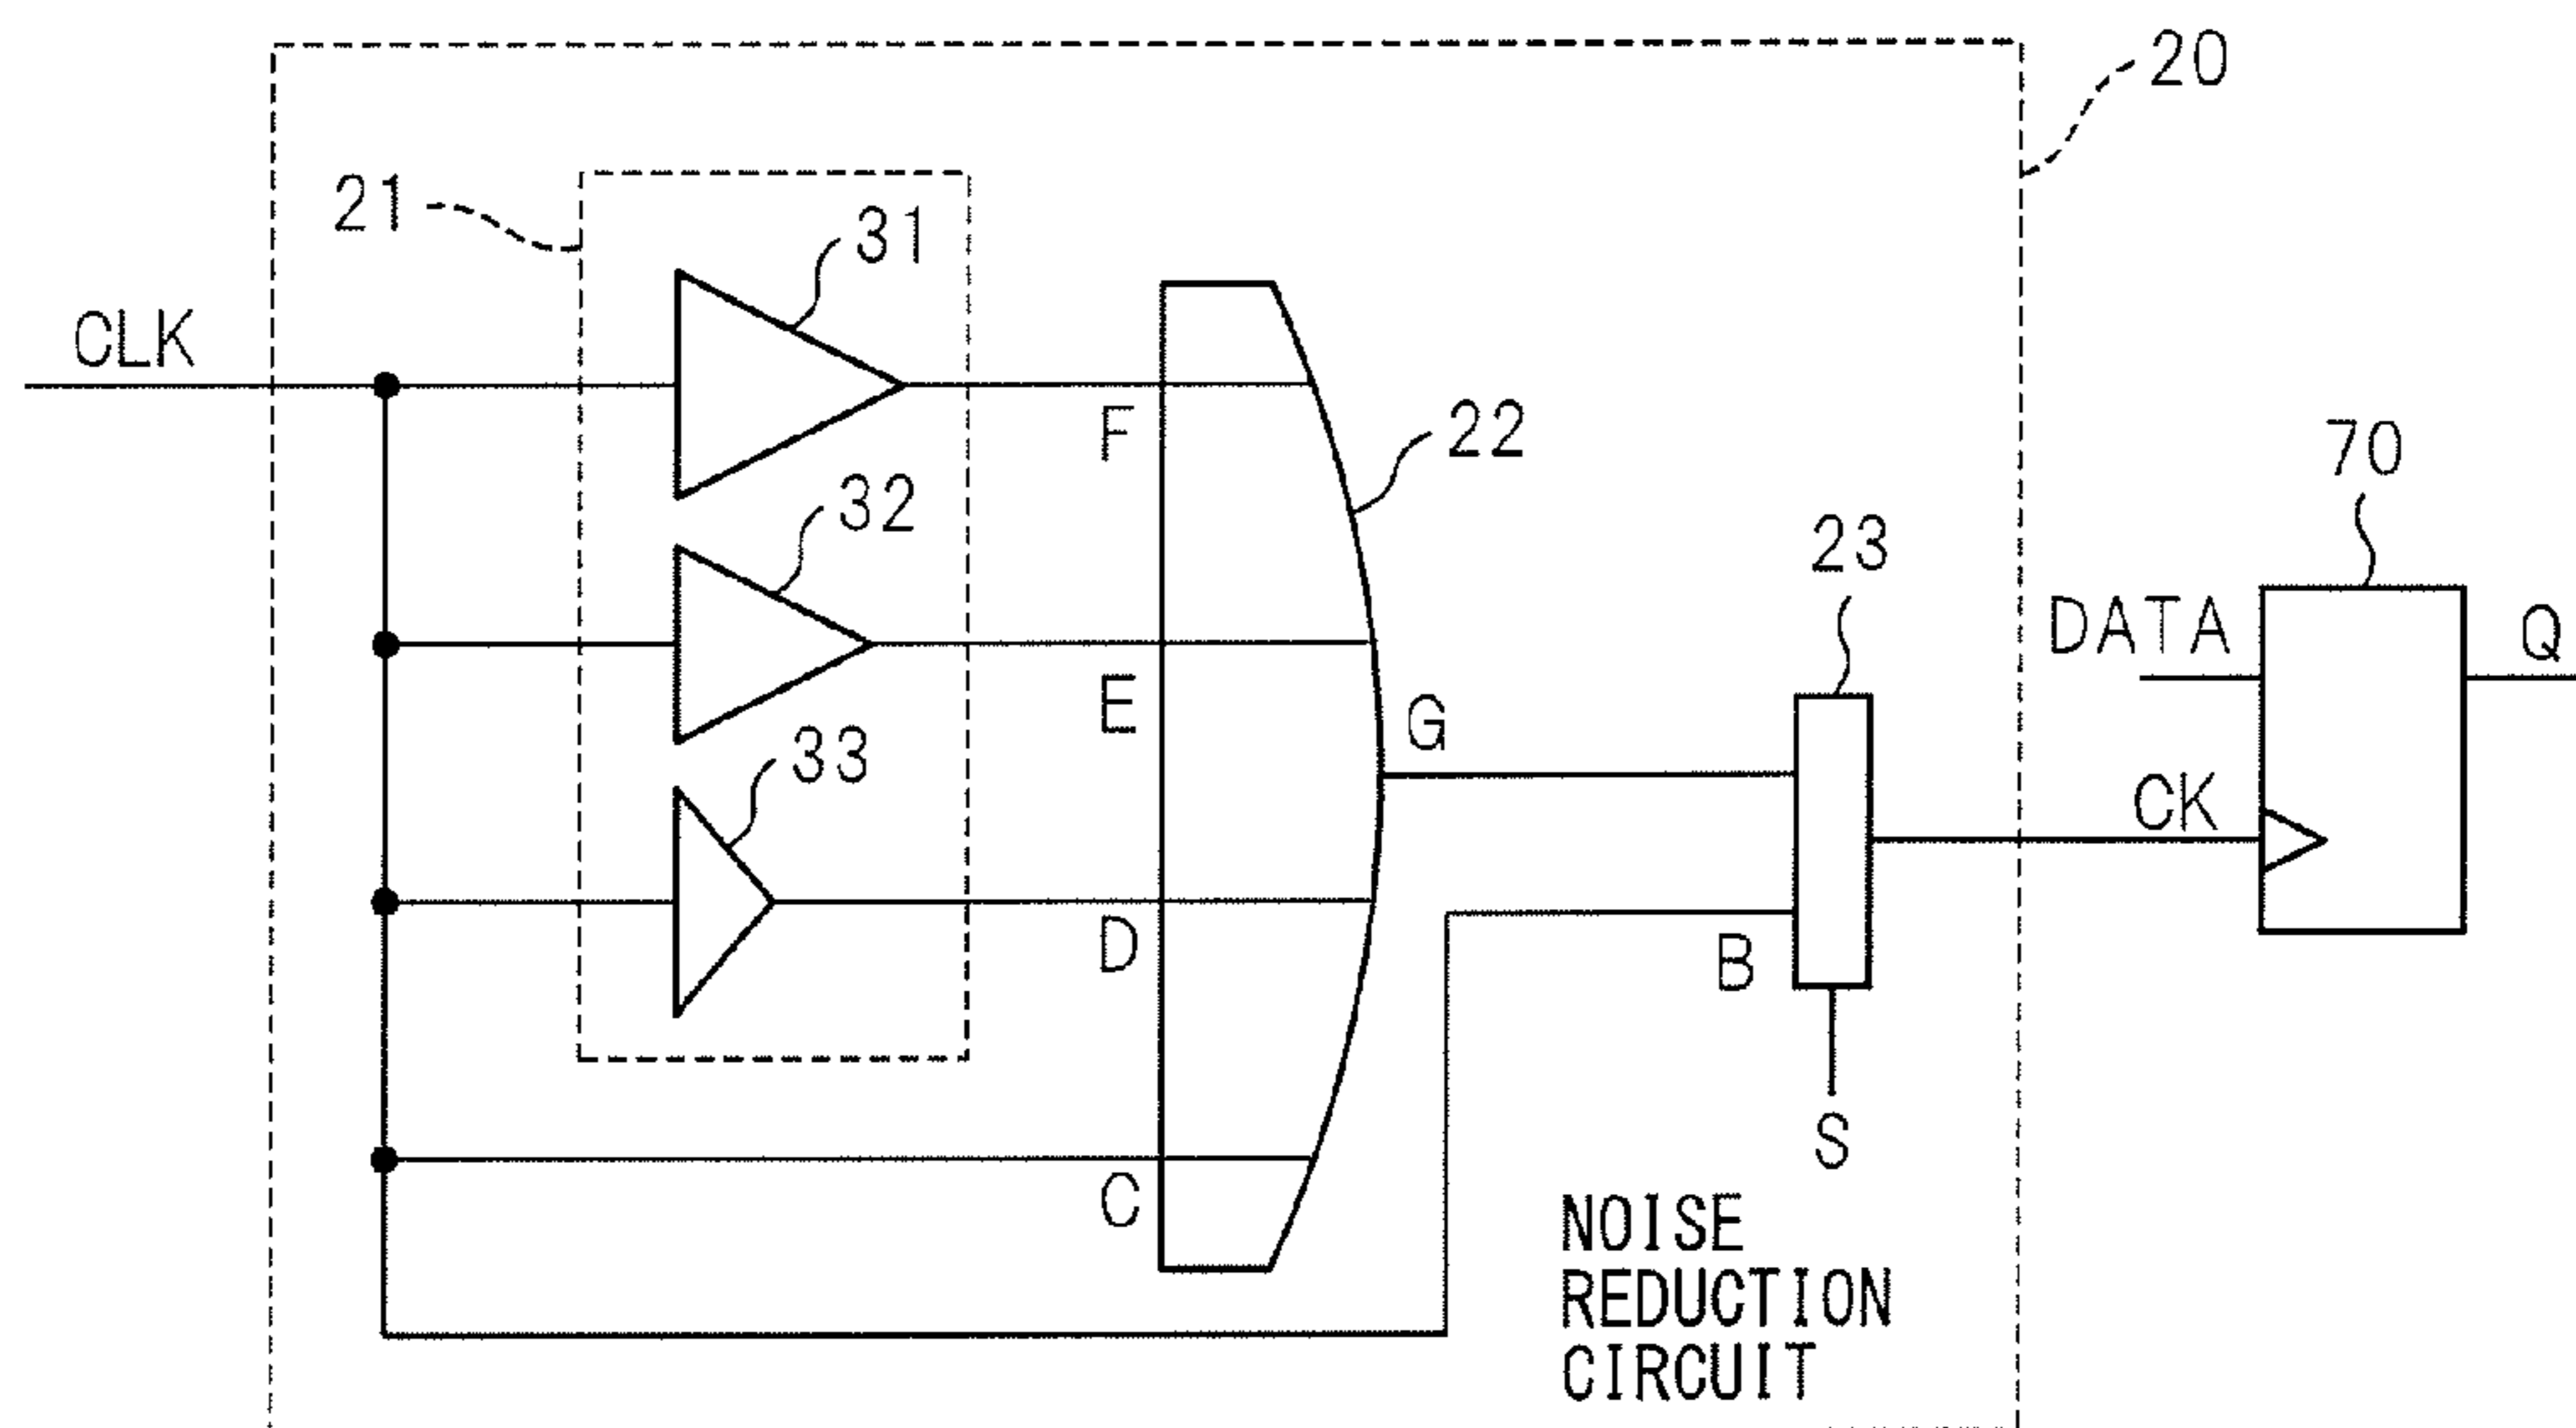 20
21
31
CLK
F
22
32
70
23
DATA
Q
E
G
33
CK
D
B
S
C
NOISE
REDUCTION
CIRCUIT